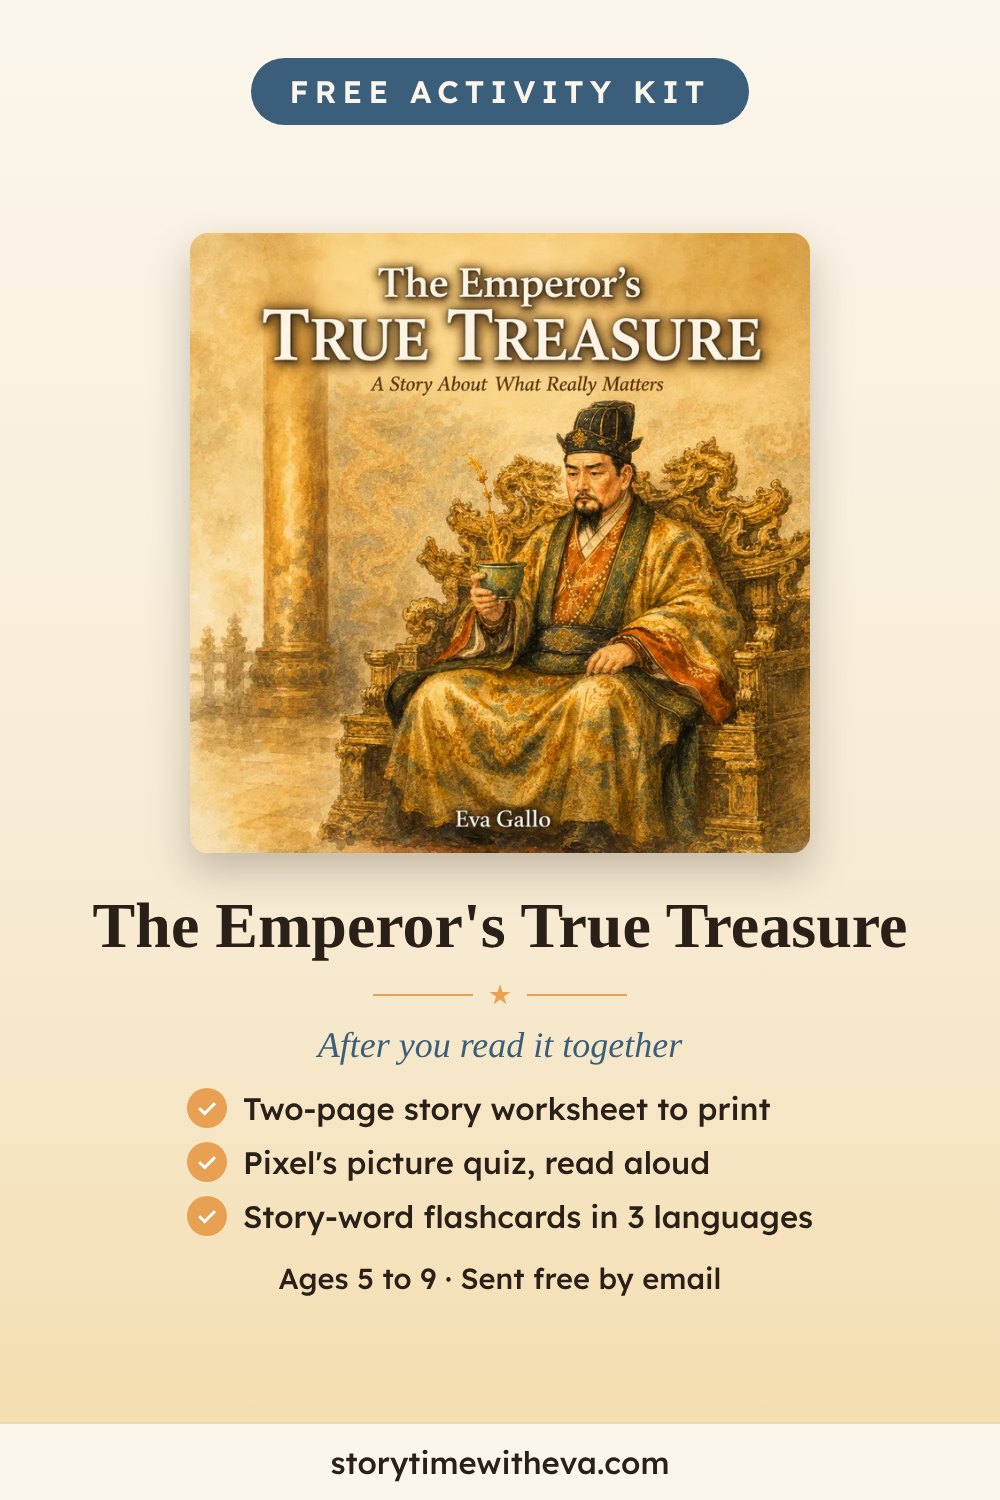 FREE ACTIVITY KIT
The Emperor’s
TRUE TREASURE
A Story About What Really Matters
Eva Gallo
The Emperor's True Treasure
After you read it together
Two-page story worksheet to print
Pixel's picture quiz, read aloud
Story-word flashcards in 3 languages
Ages 5 to 9 · Sent free by email
storytimewitheva.com